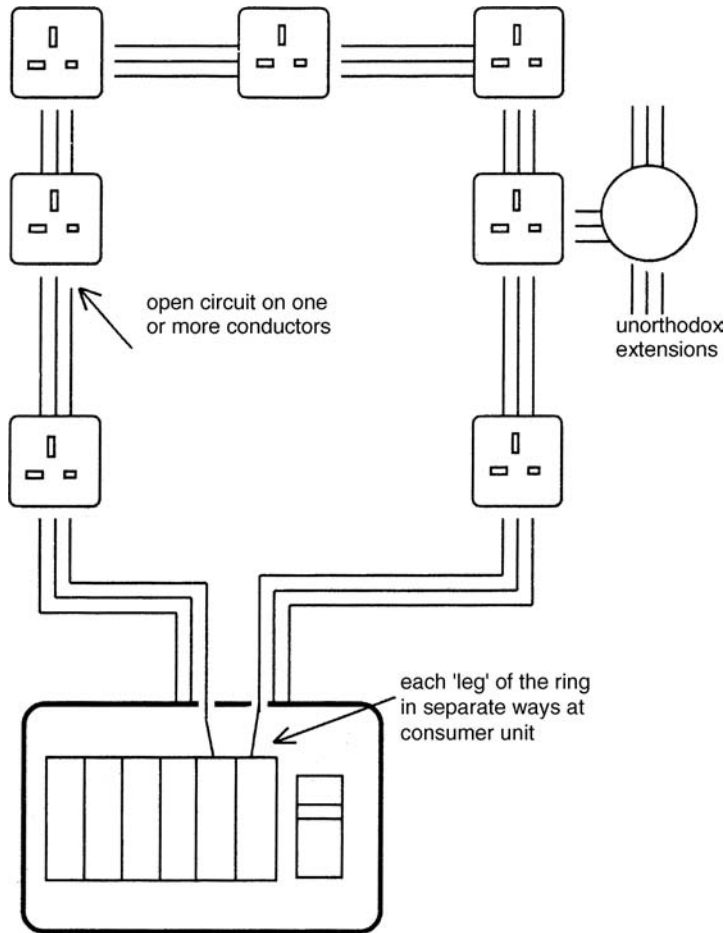 open circuit on one
or more conductors
unorthodox
extensions
each 'leg' of the ring
in separate ways at
consumer unit